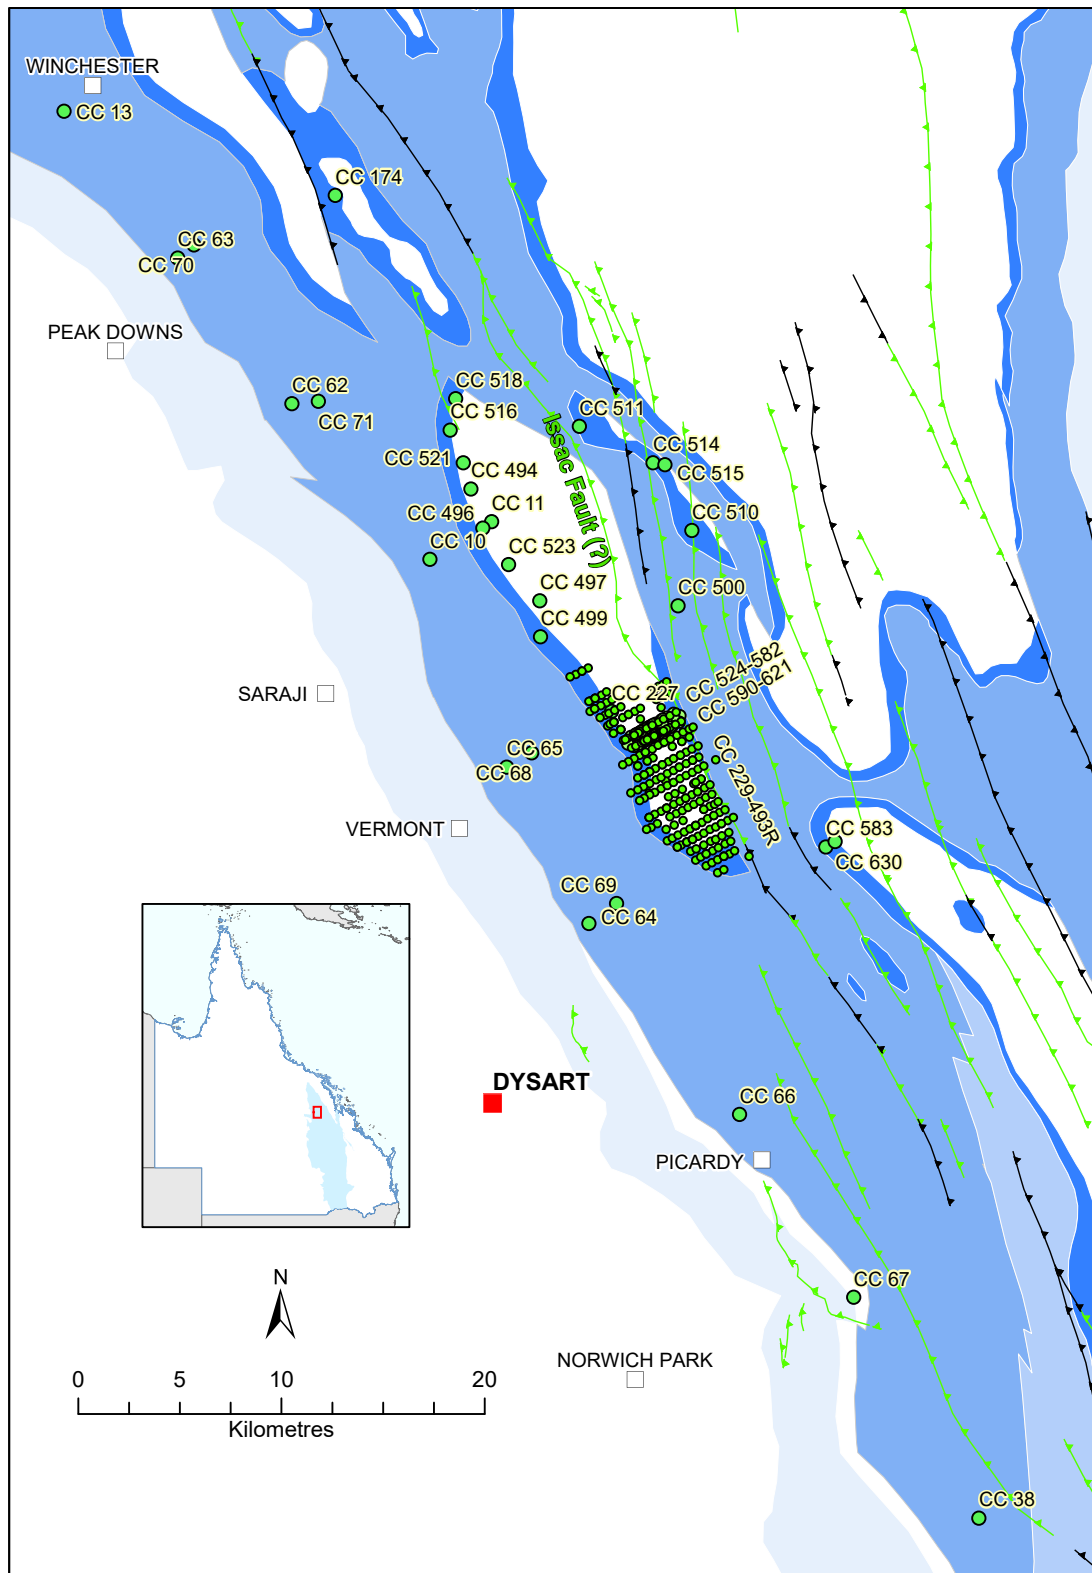 WINCHESTER
CC 13
CC 174
CC 63
CC 70
PEAK DOWNS
CC 62
CC 71
CC 518
CC 516
CC 511
CC 514
CC 515
CC 521
CC 494
Issac Fault (?)
CC 11
CC 496
CC 510
CC 10
CC 523
CC 497
CC 500
CC 499
SARAJI
CC 227
CC 524-582
CC 590-621
CC 229-493R
CC 65
CC 68
VERMONT
CC 583
CC 630
CC 69
CC 64
DYSART
CC 66
PICARDY
N
CC 67
NORWICH PARK
0 5 10 20
Kilometres
CC 38